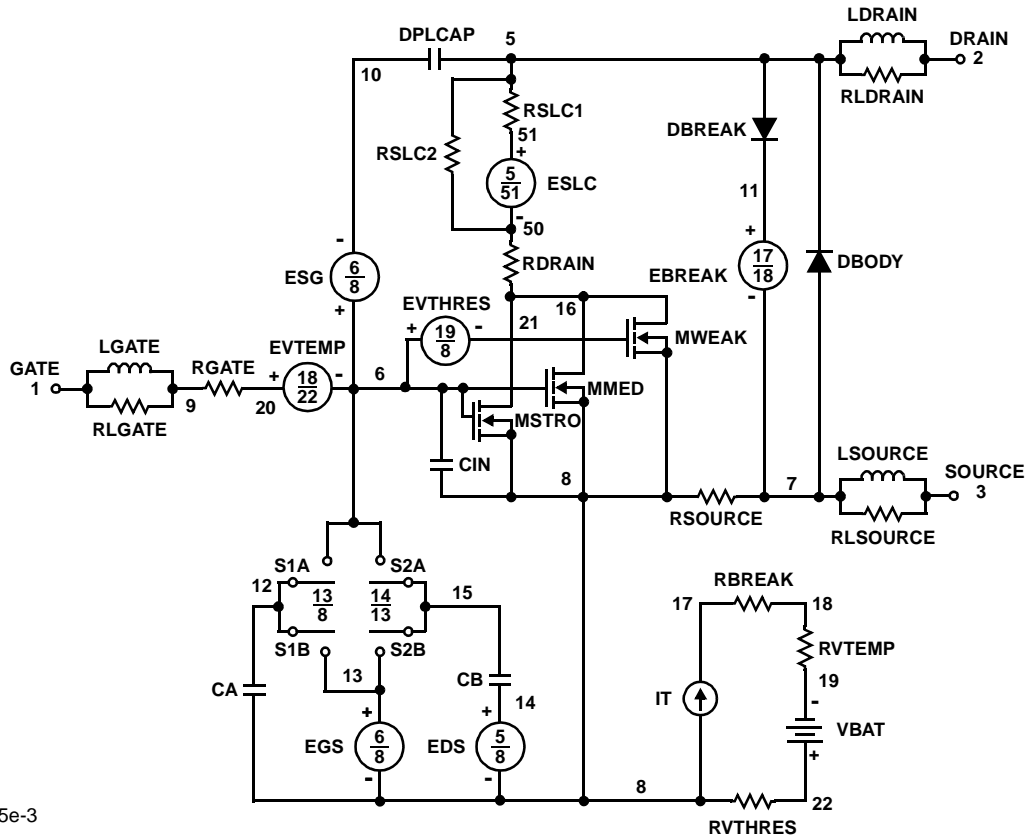 LDRAIN
DPLCAP 5 DRAIN
10 2
RLDRAIN
RSLC1
DBREAK
51
RSLC2
+
5
51
ESLC
11
-
50
- +
RDRAIN
6
8
ESG
17
18
EBREAK
DBODY
EVTHRES 16
+ - 21 -
+ 19
8
MWEAK
LGATE EVTEMP
GATE RGATE + - 6
18
22
MMED
1
9 20
MSTRO
RLGATE
LSOURCE
CIN 8 7 SOURCE
3
RSOURCE
RLSOURCE
S1A S2A
12 RBREAK
13
8
14
13
15 17 18
S1B S2B RVTEMP
13 CB 19
CA IT -
+ + 14
VBAT
EGS 6
8
EDS 5
8
+
- - 8
22
RVTHRES
5e-3